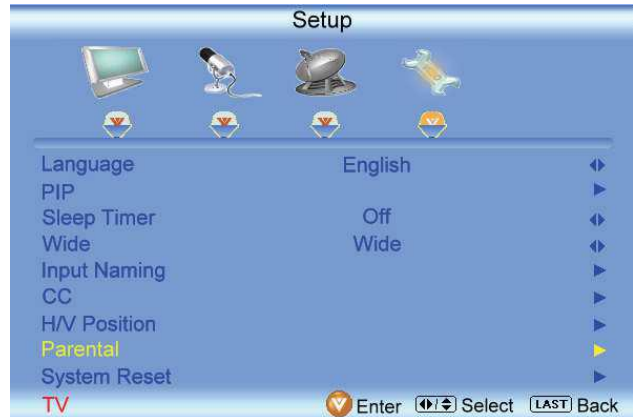 Setup
Language English
PIP
Sleep Timer Off
Wide Wide
Input Naming
CC
H/V Position
Parental
System Reset
TV Enter Select LAST Back